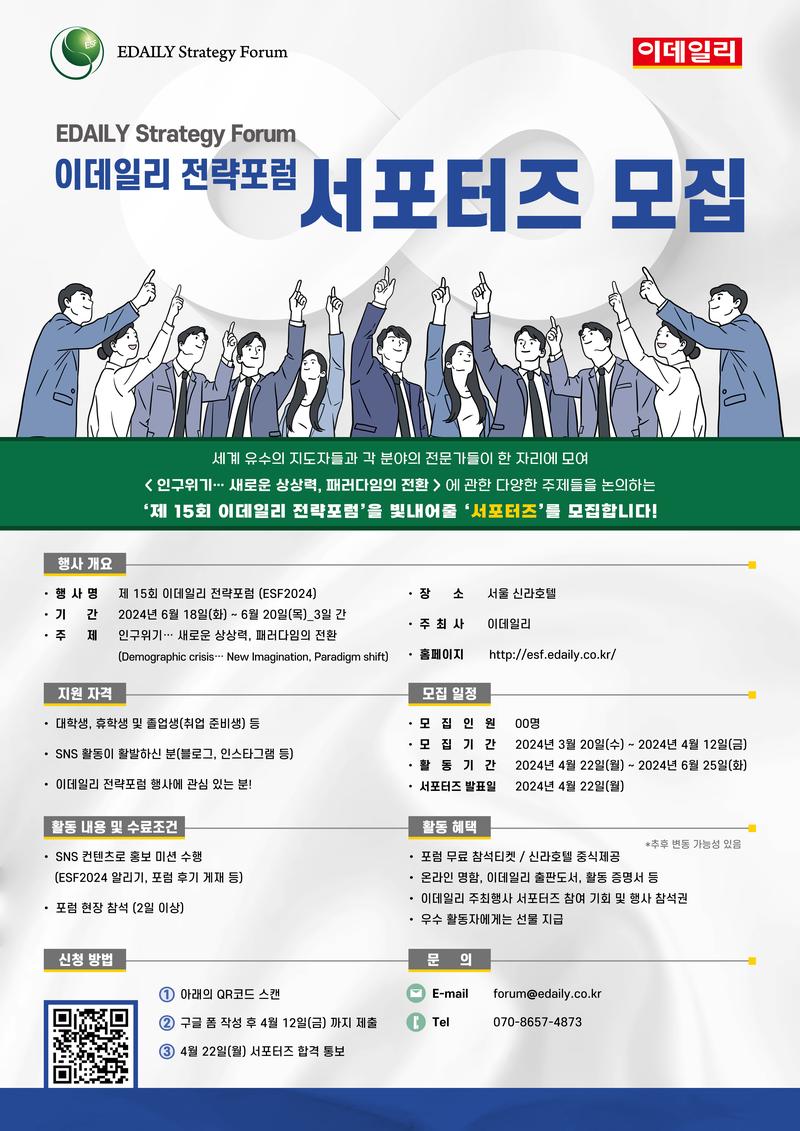 ESF
EDAILY Strategy Forum
이데일리
EDAILY Strategy Forum
이데일리 전략포럼 서포터즈 모집
세계 유수의 지도자들과 각 분야의 전문가들이 한 자리에 모여
< 인구위기… 새로운 상상력, 패러다임의 전환 > 에 관한 다양한 주제들을 논의하는
‘제 15회 이데일리 전략포럼’을 빛내어줄 ‘서포터즈’를 모집합니다!
행사 개요
• 행 사 명 제 15회 이데일리 전략포럼 (ESF2024)
• 기 간 2024년 6월 18일(화) ~ 6월 20일(목)_3일 간
• 주 제 인구위기… 새로운 상상력, 패러다임의 전환
(Demographic crisis… New Imagination, Paradigm shift)
• 장 소 서울 신라호텔
• 주 최 사 이데일리
• 홈페이지 http://esf.edaily.co.kr/
지원 자격
• 대학생, 휴학생 및 졸업생(취업 준비생) 등
• SNS 활동이 활발하신 분(블로그, 인스타그램 등)
• 이데일리 전략포럼 행사에 관심 있는 분!
모집 일정
• 모 집 인 원 00명
• 모 집 기 간 2024년 3월 20일(수) ~ 2024년 4월 12일(금)
• 활 동 기 간 2024년 4월 22일(월) ~ 2024년 6월 25일(화)
• 서포터즈 발표일 2024년 4월 22일(월)
활동 내용 및 수료조건
• SNS 컨텐츠로 홍보 미션 수행
(ESF2024 알리기, 포럼 후기 게재 등)
• 포럼 현장 참석 (2일 이상)
활동 혜택
*추후 변동 가능성 있음
• 포럼 무료 참석티켓 / 신라호텔 중식제공
• 온라인 명함, 이데일리 출판도서, 활동 증명서 등
• 이데일리 주최행사 서포터즈 참여 기회 및 행사 참석권
• 우수 활동자에게는 선물 지급
신청 방법
① 아래의 QR코드 스캔
② 구글 폼 작성 후 4월 12일(금) 까지 제출
③ 4월 22일(월) 서포터즈 합격 통보
문 의
E-mail forum@edaily.co.kr
Tel 070-8657-4873